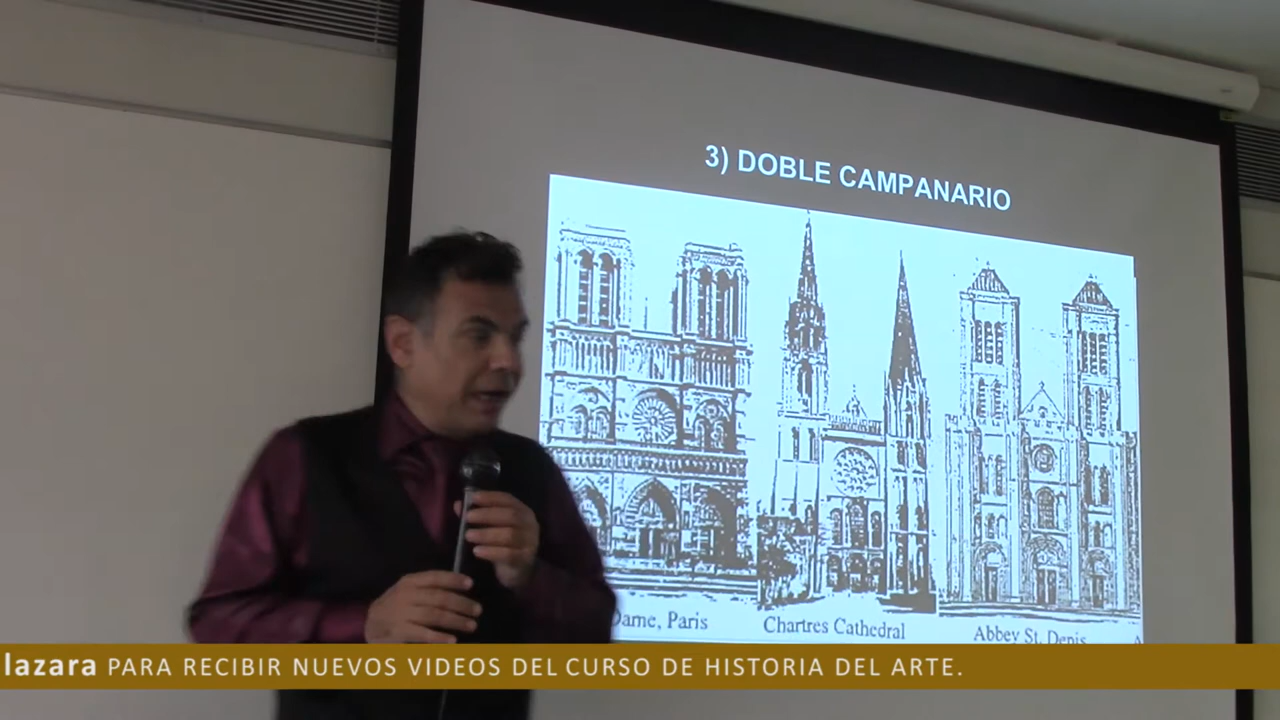 3) DOBLE CAMPANARIO
Dame, Paris
Chartres Cathedral
Abbey St. Denis
lazara PARA RECIBIR NUEVOS VIDEOS DEL CURSO DE HISTORIA DEL ARTE.